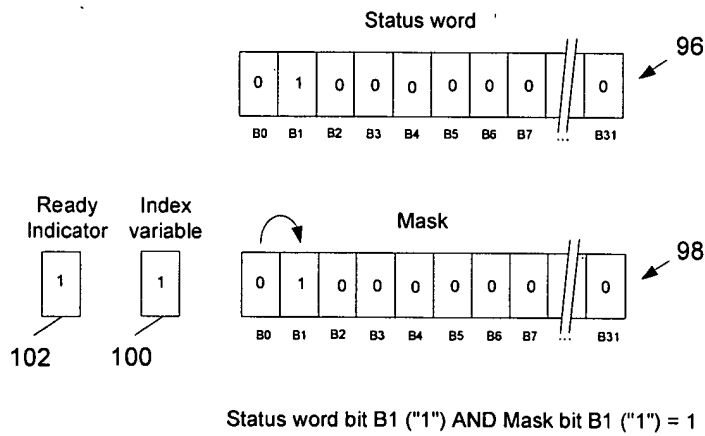 Status word
96
0 1 0 0 0 0 0 0 0
B0 B1 B2 B3 B4 B5 B6 B7 ... B31
Ready Indicator
Index variable
Mask
98
1
1
0 1 0 0 0 0 0 0 0
B0 B1 B2 B3 B4 B5 B6 B7 ... B31
102
100
Status word bit B1 ("1") AND Mask bit B1 ("1") = 1